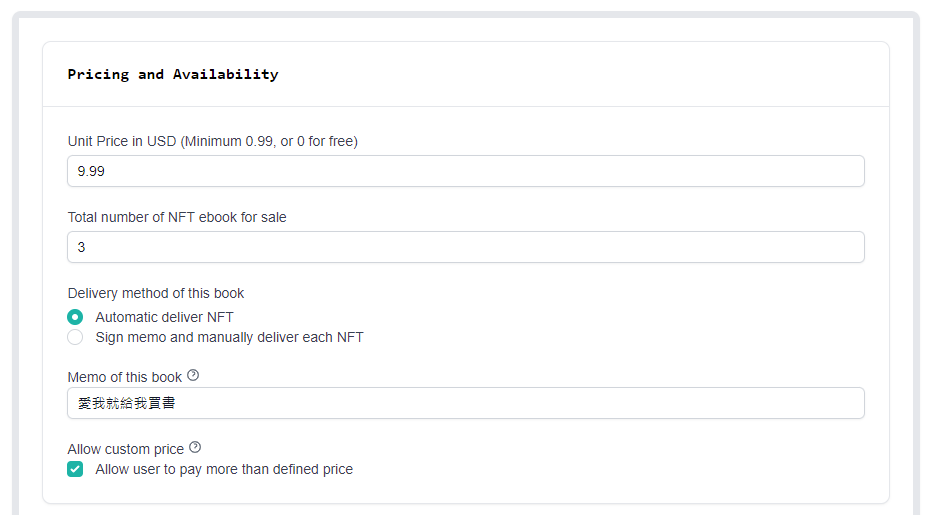 Pricing and Availability
Unit Price in USD (Minimum 0.99, or 0 for free)
9.99
Total number of NFT ebook for sale
3
Delivery method of this book
Automatic deliver NFT
Sign memo and manually deliver each NFT
Memo of this book
愛我就給我買書
Allow custom price
Allow user to pay more than defined price